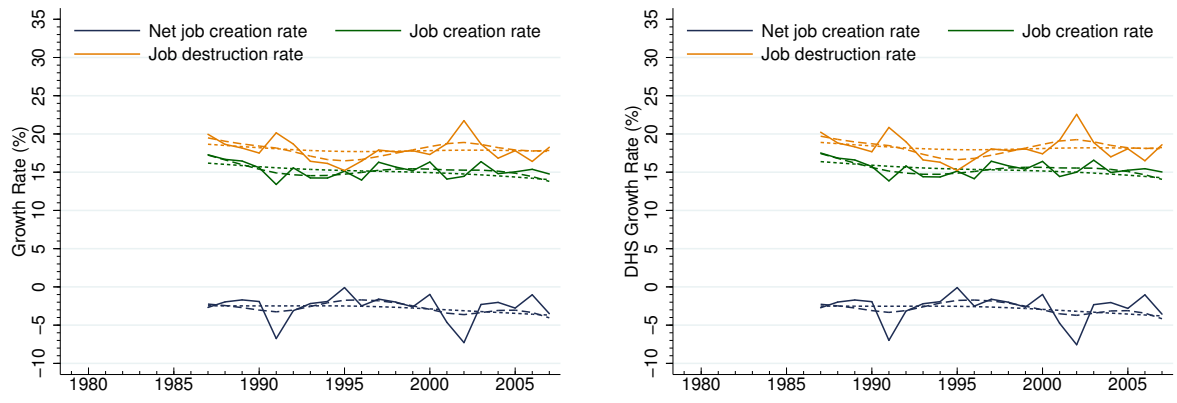 Net job creation rate Job creation rate
Job destruction rate
Growth Rate (%)
35
30
25
20
15
10
5
0
−5
−10
1980 1985 1990 1995 2000 2005
Net job creation rate Job creation rate
Job destruction rate
DHS Growth Rate (%)
35
30
25
20
15
10
5
0
−5
−10
1980 1985 1990 1995 2000 2005